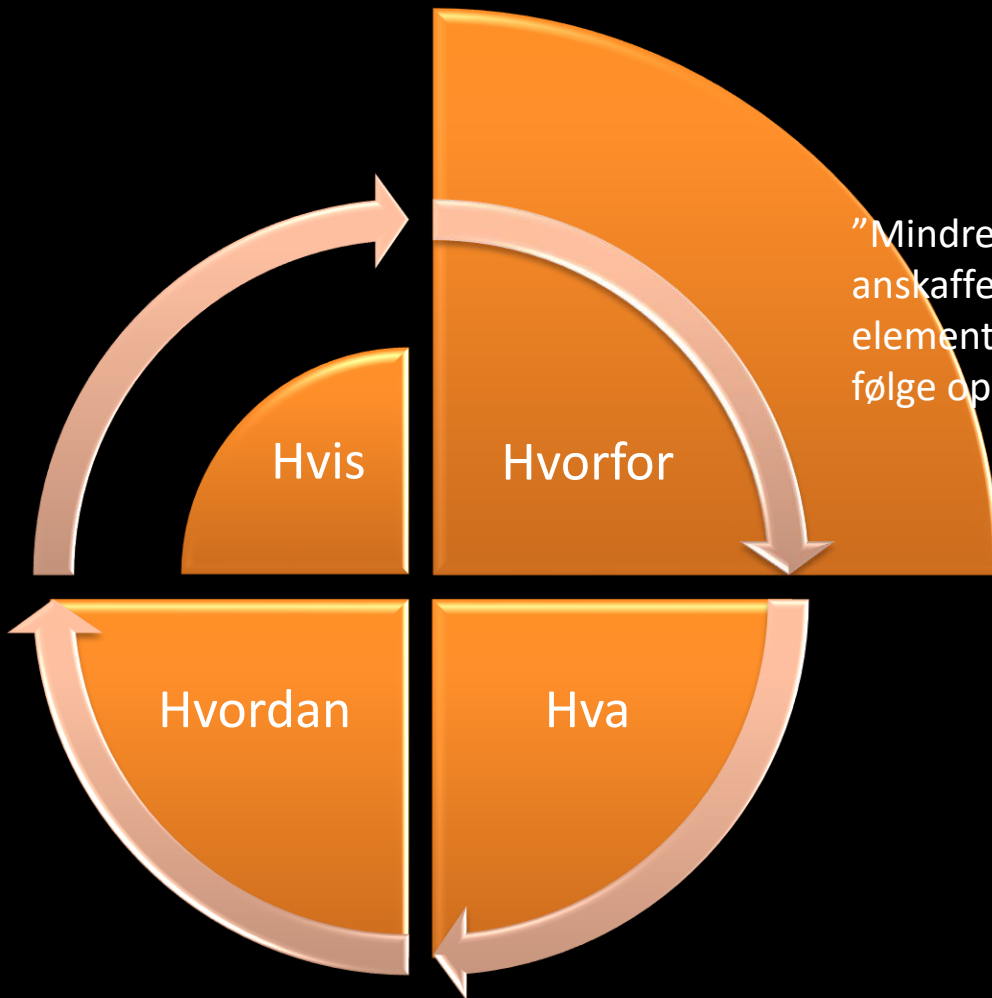 "Mindre
anskaffe
element
følge op
Hvis
Hvorfor
Hvordan
Hva